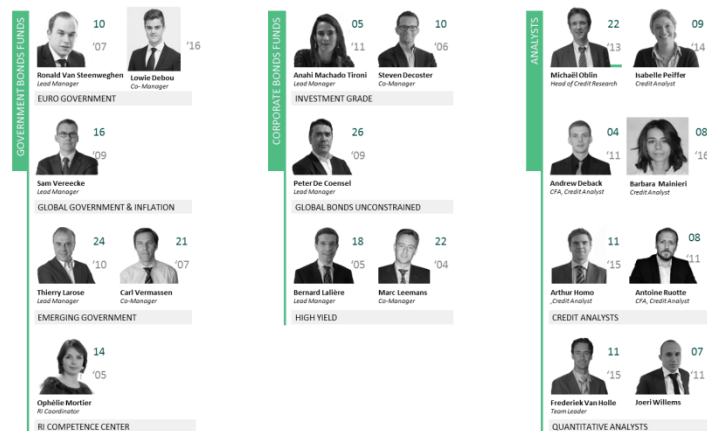 GOVERNMENT BONDS FUNDS
10
'07
'16
Ronald Van Steenweghen
Lead Manager
Lowie Debou
Co-Manager
EURO GOVERNMENT
16
'09
Sam Vereecke
Lead Manager
GLOBAL GOVERNMENT & INFLATION
24
'10
21
'07
Thierry Larose
Lead Manager
Carl Vermassen
Co-Manager
EMERGING GOVERNMENT
14
'05
Ophélie Mortier
RI Coordinator
RI COMPETENCE CENTER
CORPORATE BONDS FUNDS
05
'11
10
'06
Anahi Machado Tironi
Lead Manager
Steven Decoster
Co-Manager
INVESTMENT GRADE
26
'09
Peter De Coensel
Lead Manager
GLOBAL BONDS UNCONSTRAINED
18
'05
22
'04
Bernard Lalière
Lead Manager
Marc Leemans
Co-Manager
HIGH YIELD
ANALYSTS
22
'13
09
'14
Michaël Oblin
Head of Credit Research
Isabelle Peiffer
Credit Analyst
04
'11
08
'16
Andrew Deback
CFA, Credit Analyst
Barbara Mainieri
Credit Analyst
11
'15
08
'11
Arthur Homo
,Credit Analyst
Antoine Ruotte
CFA, Credit Analyst
CREDIT ANALYSTS
11
'15
07
'11
Frederiek Van Holle
Team Leader
Joeri Willems
QUANTITATIVE ANALYSTS